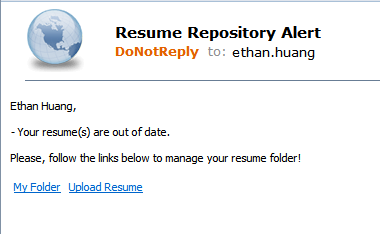 Resume Repository Alert
DoNotReply to: ethan.huang
Ethan Huang,
- Your resume(s) are out of date.
Please, follow the links below to manage your resume folder!
My Folder Upload Resume